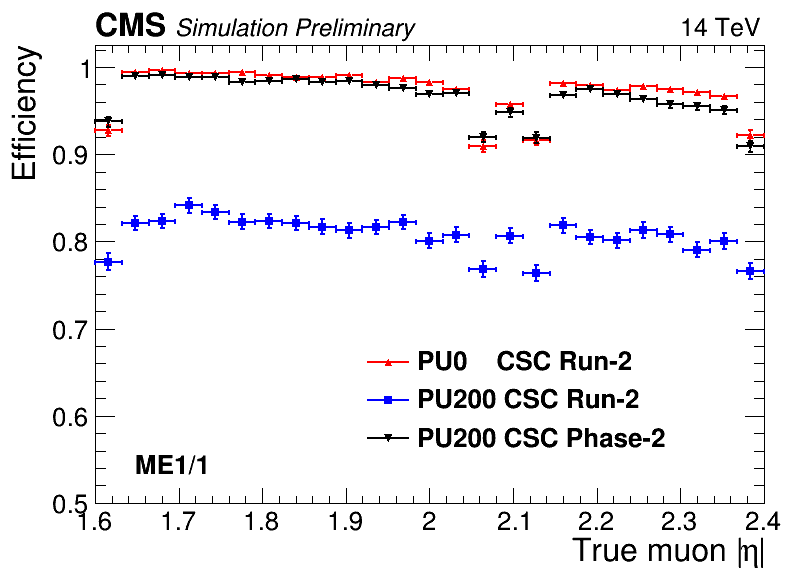 CMS Simulation Preliminary 14 TeV
Efficiency
1
0.9
0.8
0.7
0.6
0.5
PU0 CSC Run-2
PU200 CSC Run-2
PU200 CSC Phase-2
ME1/1
1.6 1.7 1.8 1.9 2 2.1 2.2 2.3 2.4
True muon |η|